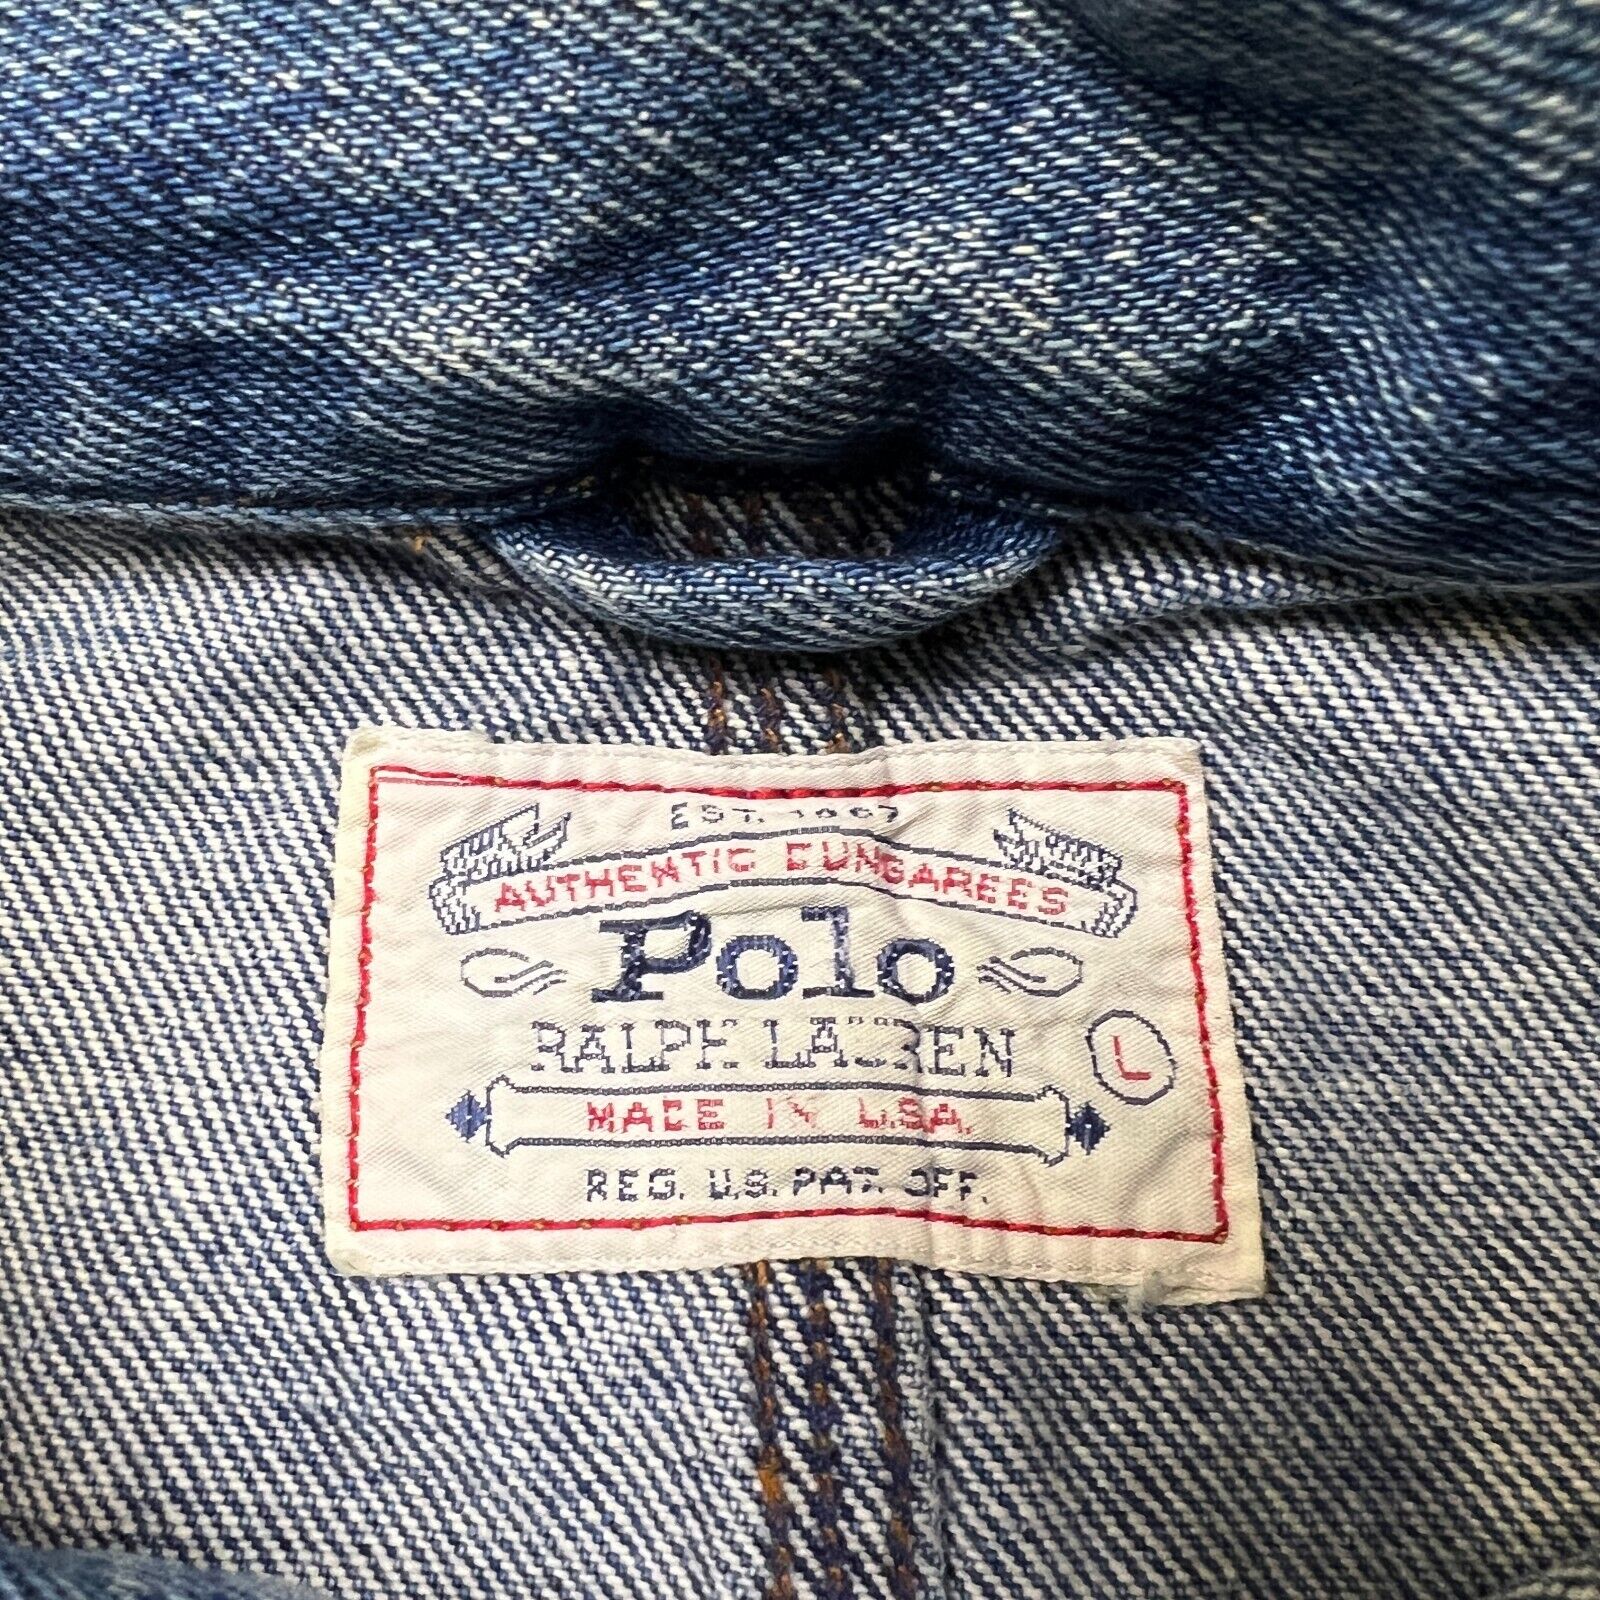 EST. 1967
AUTHENTIC DUNGAREES
Polo
RALPH LAUREN
L
MADE IN U.S.A.
REG. U.S. PAT. OFF.